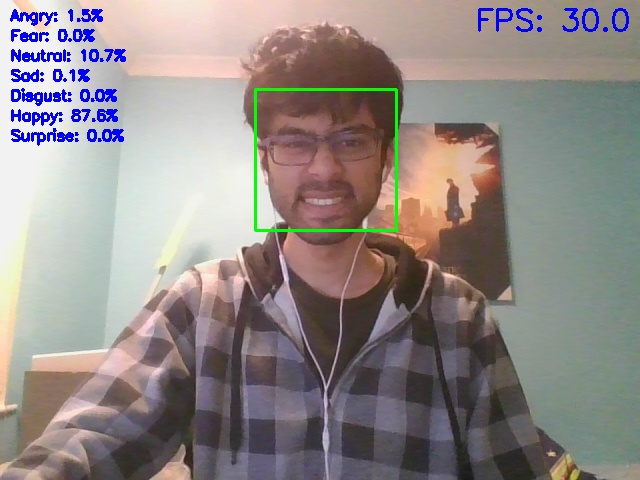 Angry: 1.5%
FPS: 30.0
Fear: 0.0%
Neutral: 10.7%
Sad: 0.1%
Disgust: 0.0%
Happy: 87.6%
Surprise: 0.0%